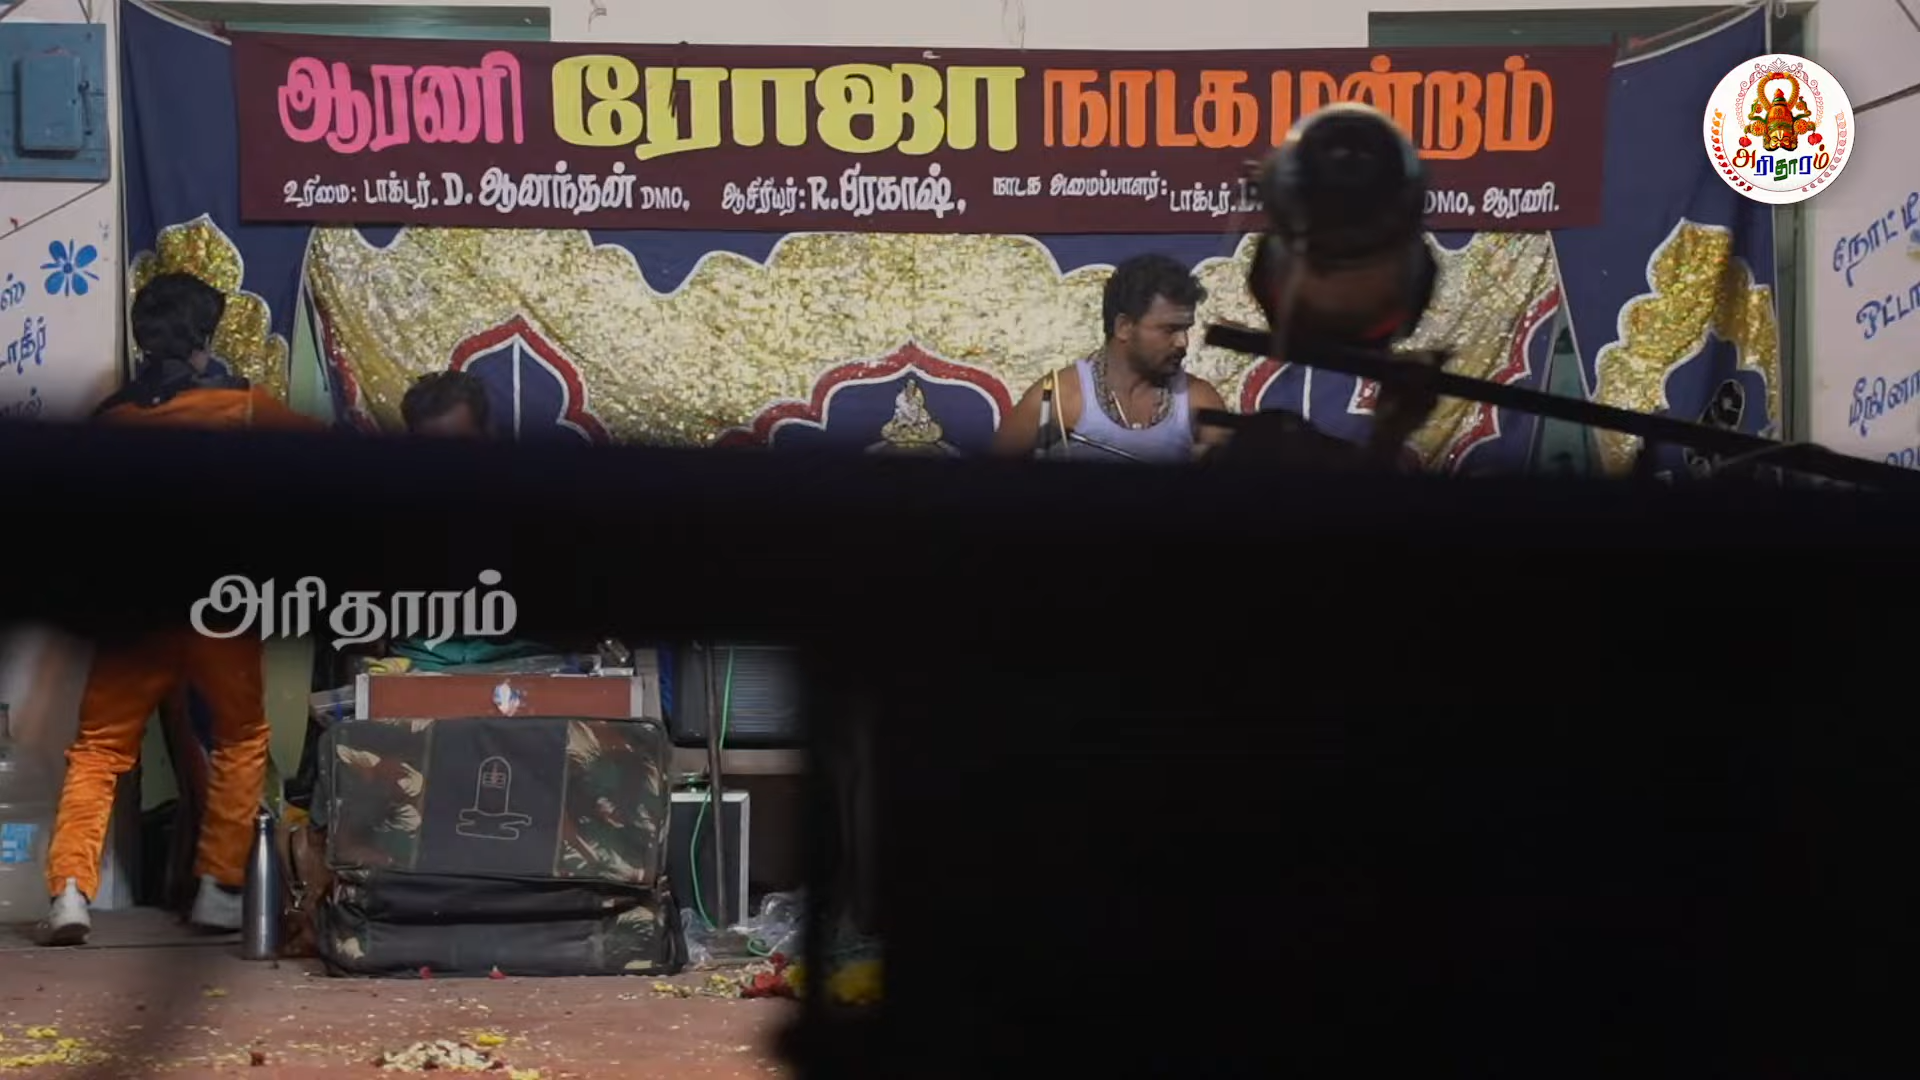 ஆரணி ரோஜா நாடக மன்றம்
உரிமை: டாக்டர். D. ஆனந்தன் DMO, ஆசிரியர்: R. பிரகாஷ், நாடக அமைப்பாளர்: டாக்டர். DMO, ஆரணி.
அரிதாரம்
நோட்
அரிதாரம்